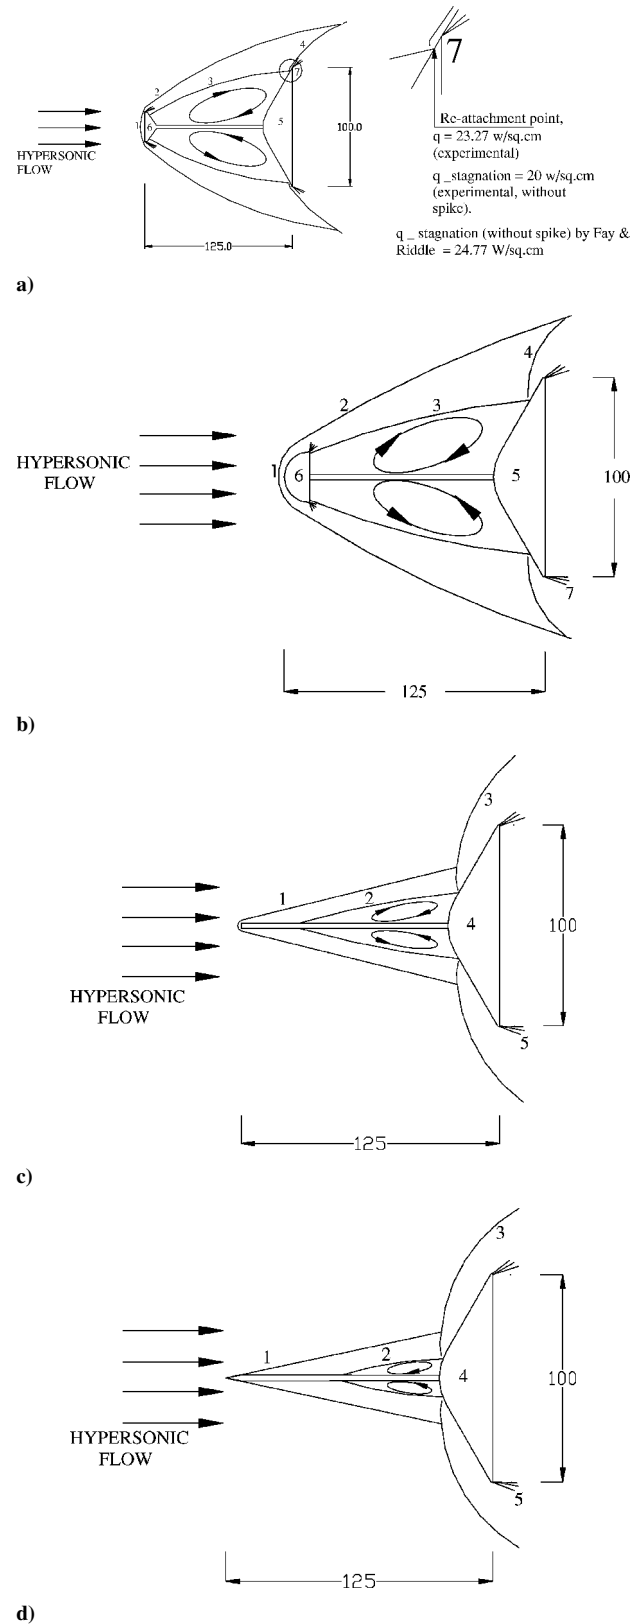 4
2
3
7
1
6
5
100.0
HYPERSONIC
FLOW
125.0
7
Re-attachment point,
q = 23.27 w/sq.cm
(experimental)
q _stagnation = 20 w/sq.cm
(experimental, without
spike).
q _ stagnation (without spike) by Fay &
Riddle = 24.77 W/sq.cm
a)
4
2
3
HYPERSONIC
FLOW
1
6
5
100
7
125
b)
3
1
2
4
100
HYPERSONIC
FLOW
5
125
c)
3
1
2
4
100
HYPERSONIC
FLOW
5
125
d)